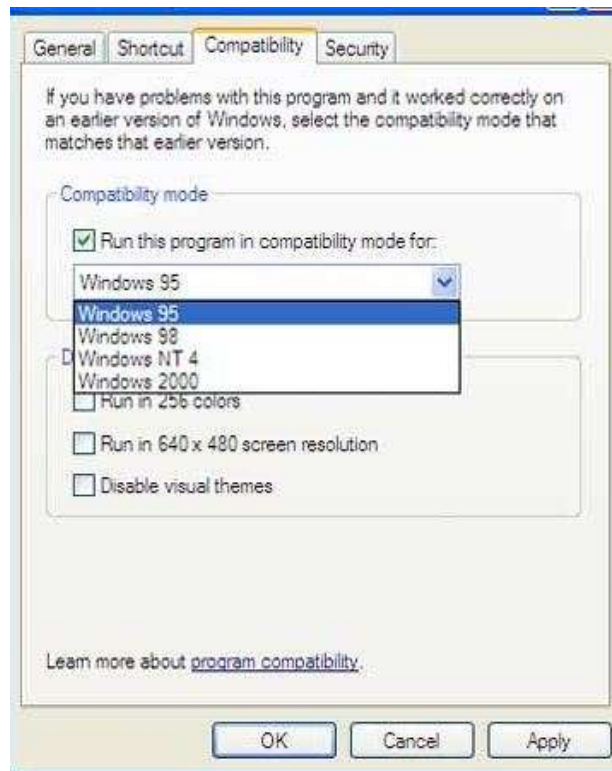 General Shortcut Compatibility Security
If you have problems with this program and it worked correctly on
an earlier version of Windows, select the compatibility mode that
matches that earlier version.
Compatibility mode
Run this program in compatibility mode for:
Windows 95
Windows 95
Windows 98
Windows NT 4
D
Windows 2000
Run in 256 colors
Run in 640 x 480 screen resolution
Disable visual themes
Learn more about program compatibility.
OK Cancel Apply